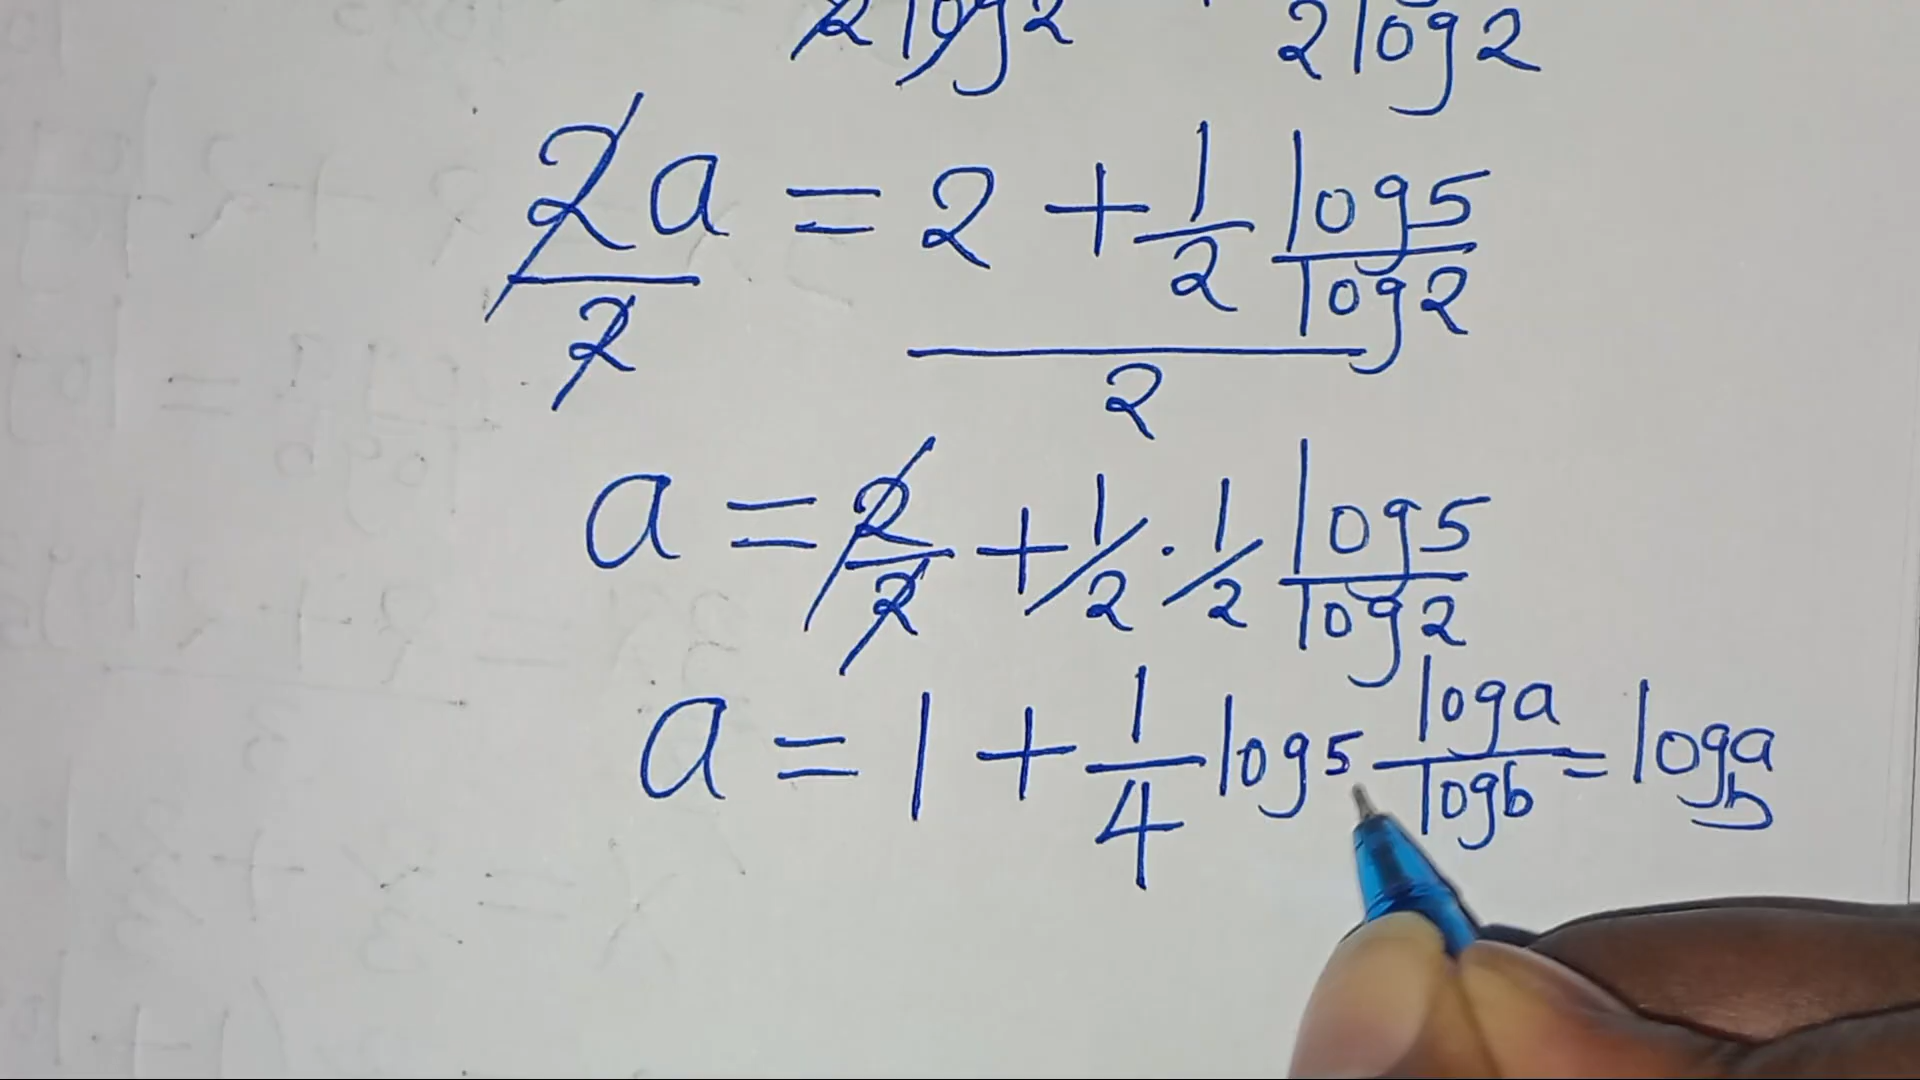 2log2 2log2
2a = 2 + 1/2 log5/log2
2 2
a = 2/2 + 1/2 · 1/2 log5/log2
a = 1 + 1/4 log5 loga/logb = logₐb